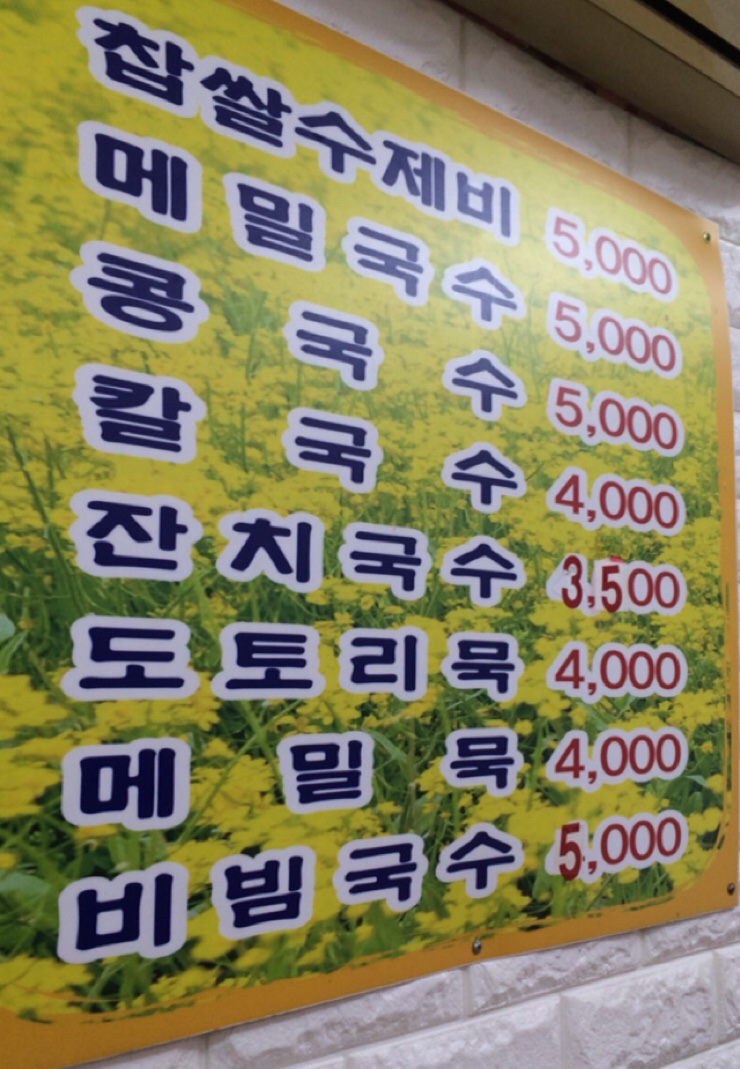 찹쌀수제비 5,000
메밀국수 5,000
콩국수 5,000
칼국수 4,000
잔치국수 3,500
도토리묵 4,000
메밀묵 4,000
비빔국수 5,000